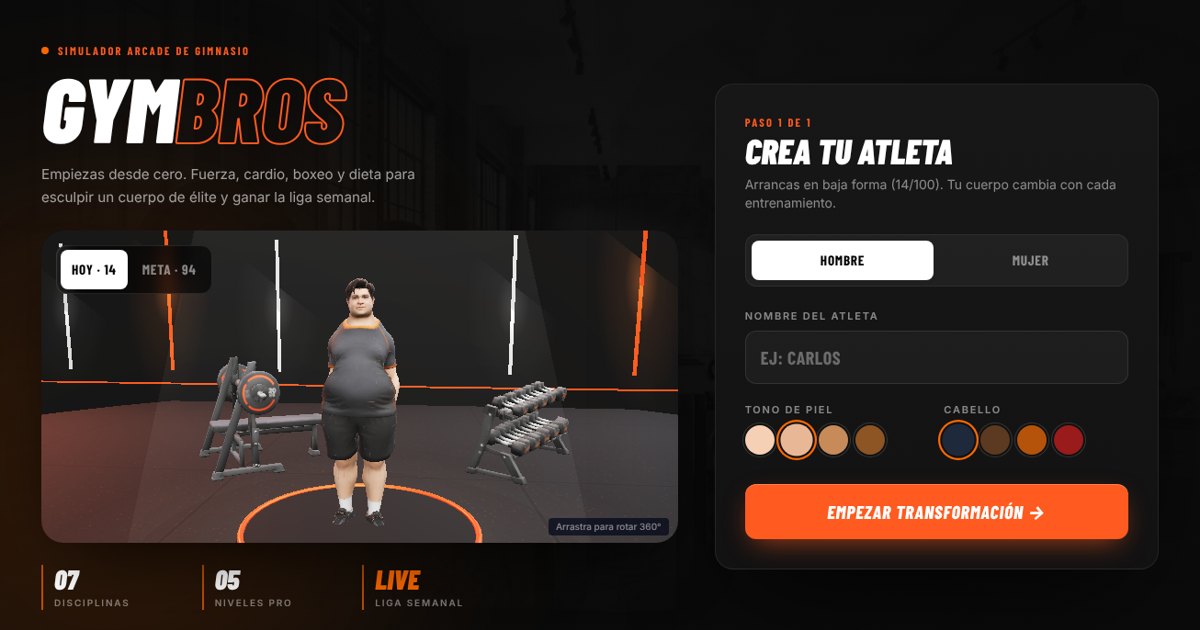 SIMULADOR ARCADE DE GIMNASIO
GYMBROS
Empiezas desde cero. Fuerza, cardio, boxeo y dieta para
esculpir un cuerpo de élite y ganar la liga semanal.
HOY · 14
META · 94
Arrastra para rotar 360°
07
DISCIPLINAS
05
NIVELES PRO
LIVE
LIGA SEMANAL
PASO 1 DE 1
CREA TU ATLETA
Arrancas en baja forma (14/100). Tu cuerpo cambia con cada
entrenamiento.
HOMBRE
MUJER
NOMBRE DEL ATLETA
EJ: CARLOS
TONO DE PIEL
CABELLO
EMPEZAR TRANSFORMACIÓN →